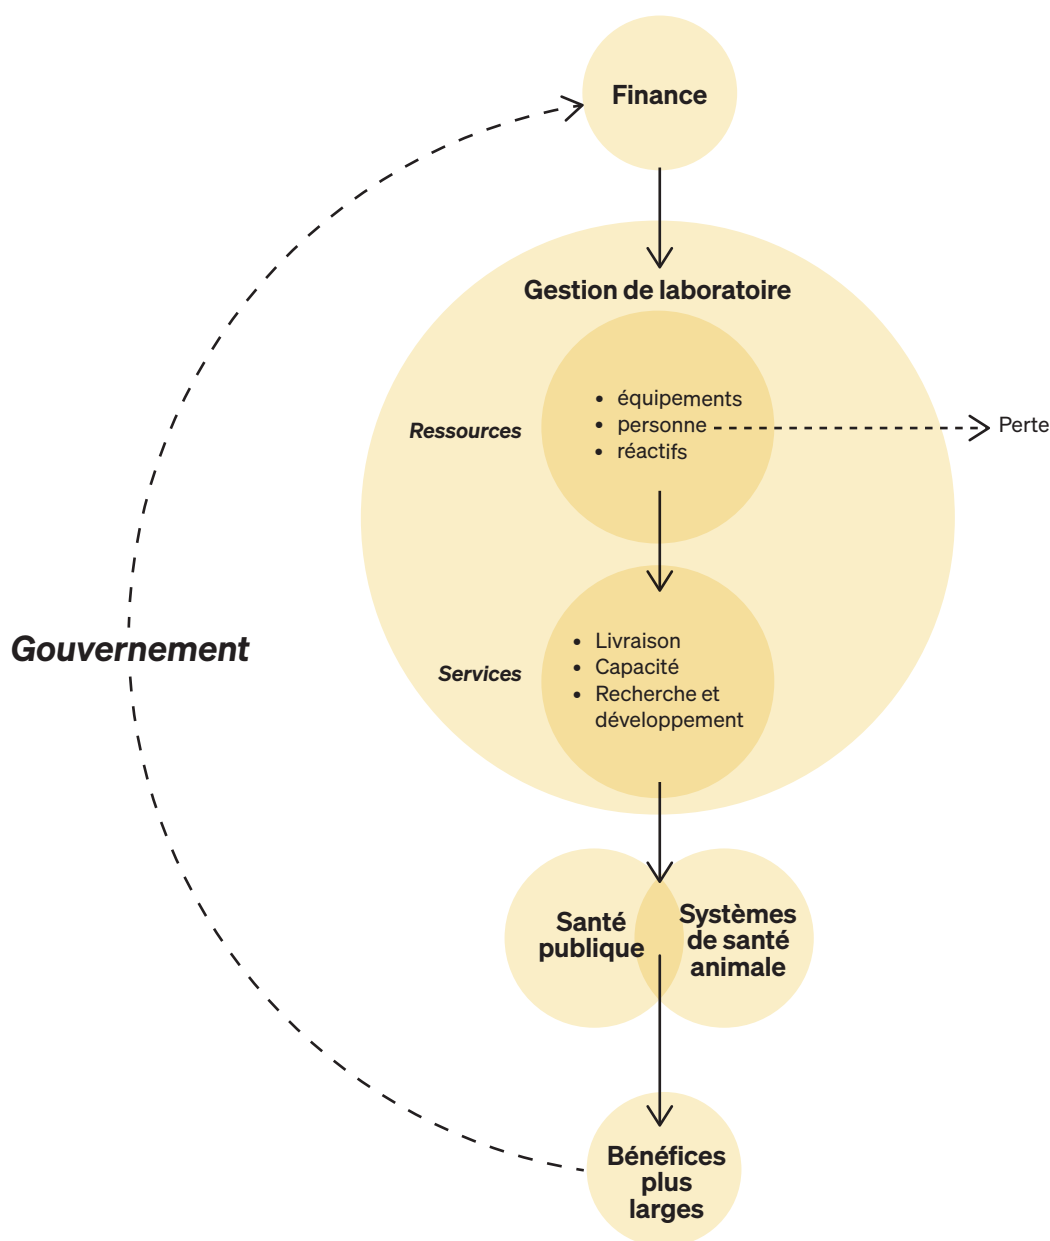 Finance
Gestion de laboratoire
Ressources
• équipements
• personne
• réactifs
Perte
Gouvernement
Services
• Livraison
• Capacité
• Recherche et
développement
Santé
publique
Systèmes
de santé
animale
Bénéfices
plus
larges